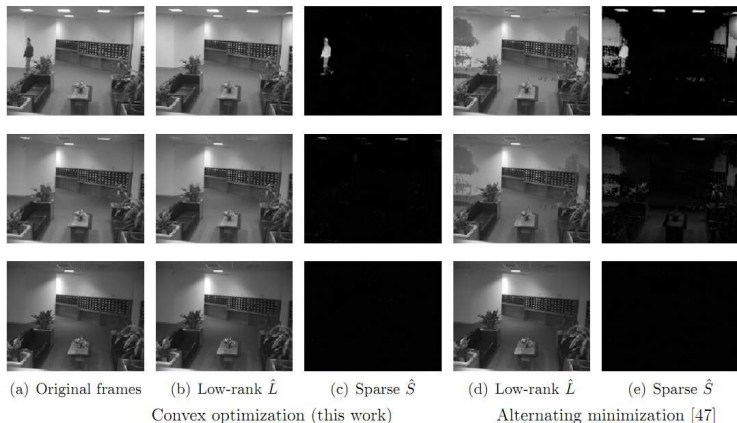 (a) Original frames (b) Low-rank L̂ (c) Sparse Ŝ (d) Low-rank L̂ (e) Sparse Ŝ
Convex optimization (this work) Alternating minimization [47]